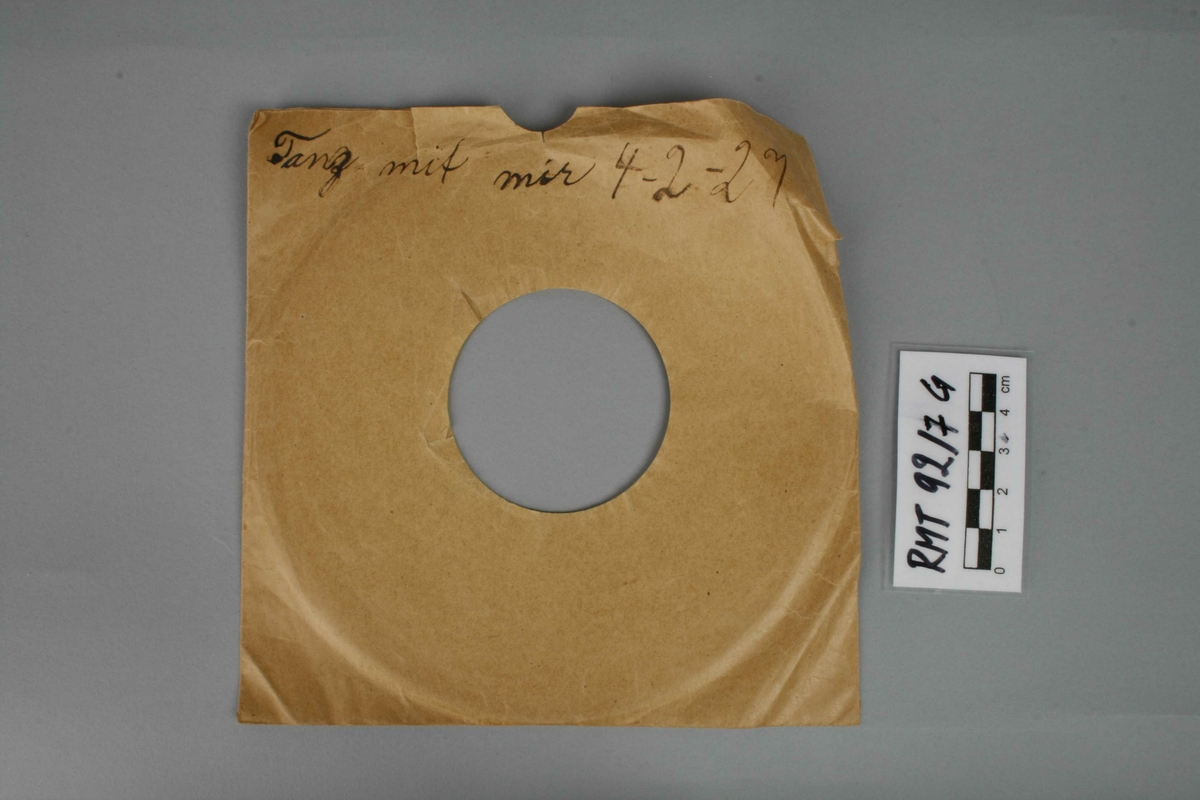 Tanz mit mir 4-2-27
RMT 92/7 G
0 1 2 3 4 cm